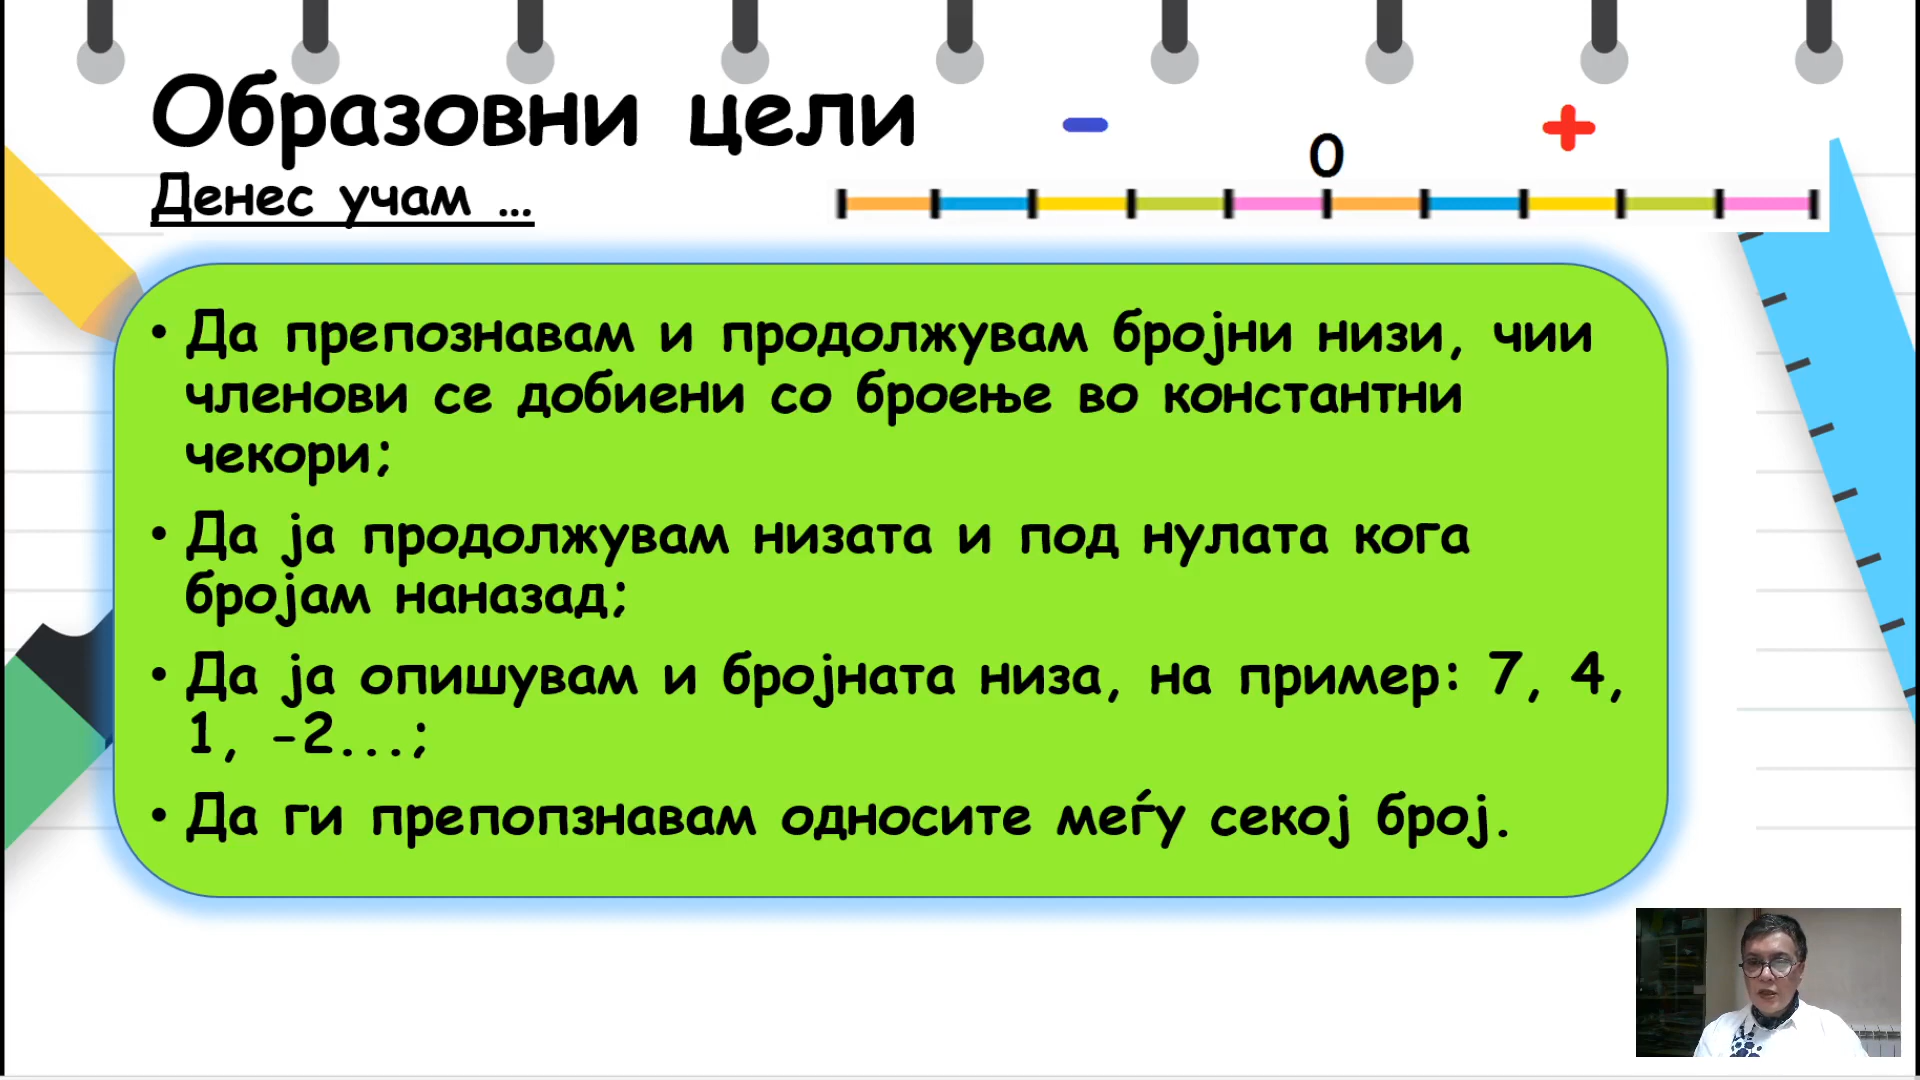 Образовни цели
Денес учам ...
- 0 +
• Да препознавам и продолжувам бројни низи, чии
членови се добиени со броење во константни
чекори;
• Да ја продолжувам низата и под нулата кога
бројам наназад;
• Да ја опишувам и бројната низа, на пример: 7, 4,
1, -2...;
• Да ги препопзнавам односите меѓу секој број.